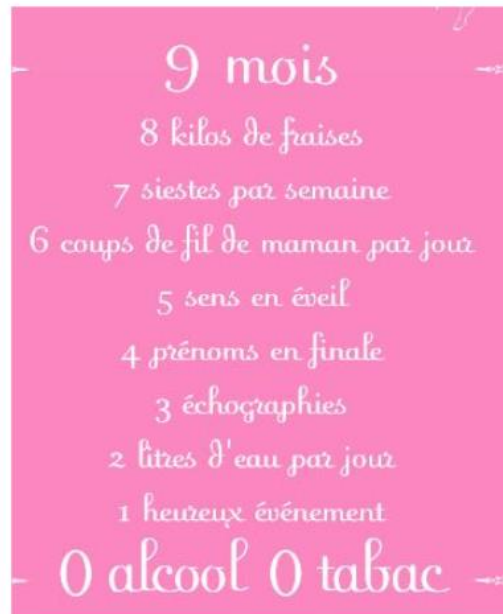 9 mois
8 kilos de fraises
7 siestes par semaine
6 coups de fil de maman par jour
5 sens en éveil
4 prénoms en finale
3 échographies
2 litres d'eau par jour
1 heureux événement
0 alcool 0 tabac